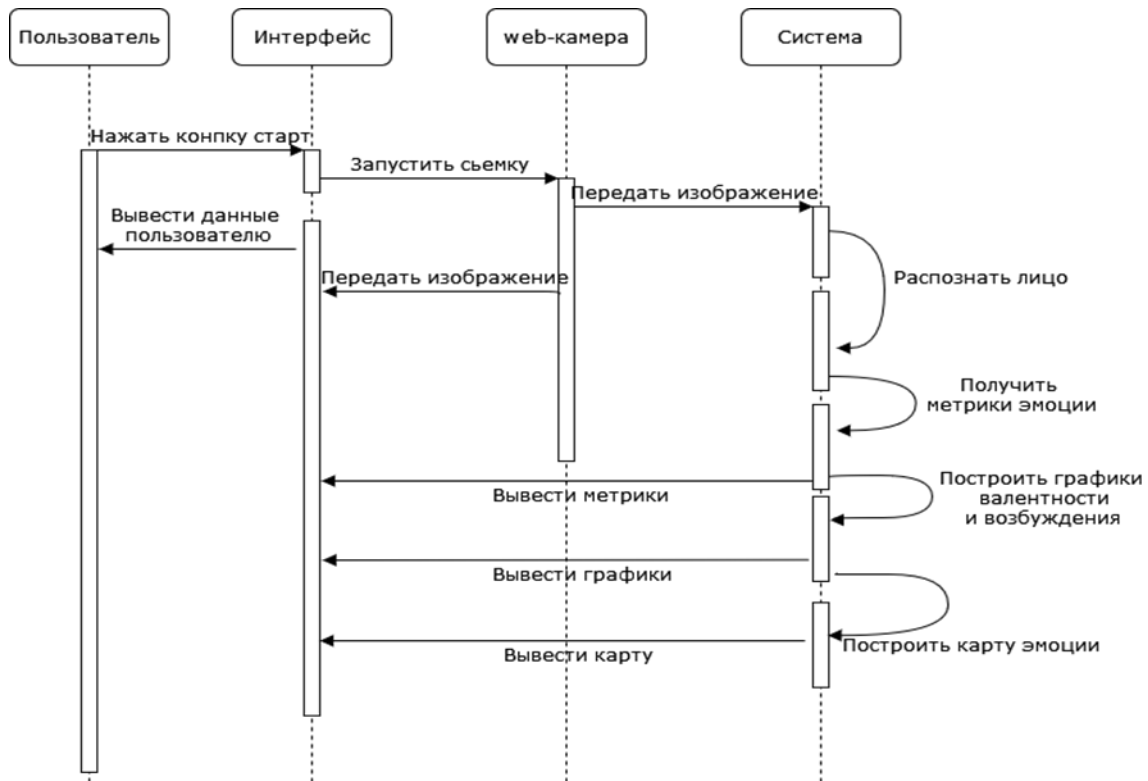 Пользователь
Интерфейс
web-камера
Система
Нажать конпку старт
Запустить сьемку
Передать изображение
Вывести данные
пользователю
Передать изображение
Распознать лицо
Получить
метрики эмоции
Вывести метрики
Построить графики
валентности
и возбуждения
Вывести графики
Построить карту эмоции
Вывести карту